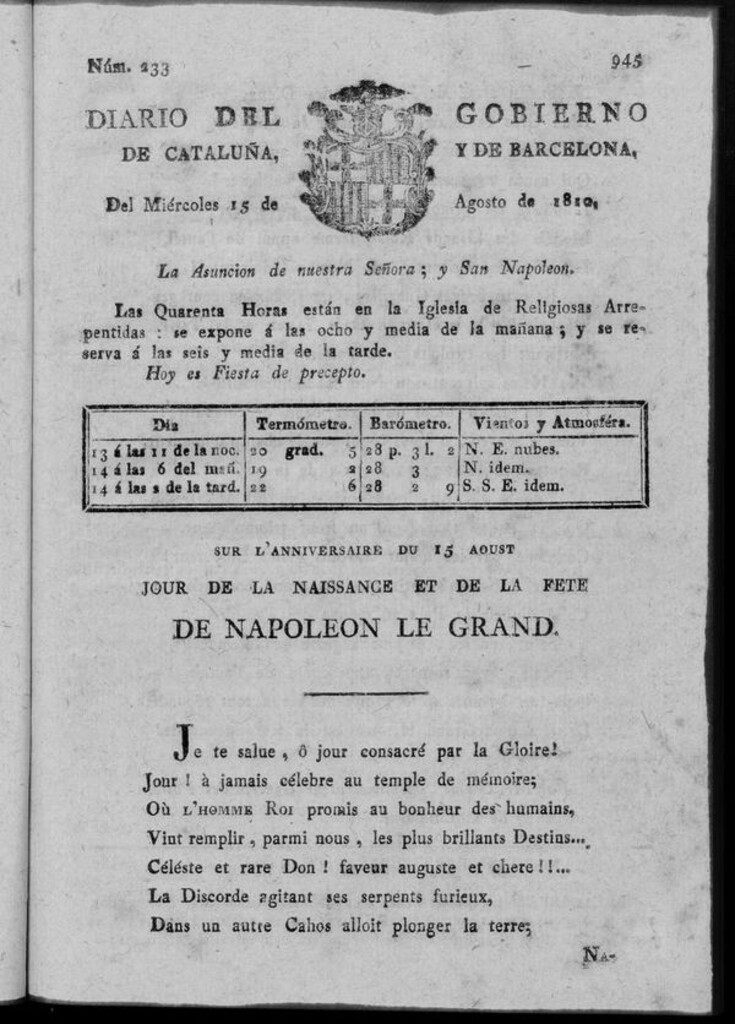 Núm. 233 945
DIARIO DEL GOBIERNO
DE CATALUÑA, Y DE BARCELONA,
Del Miércoles 15 de Agosto de 1810,
La Asuncion de nuestra Señora; y San Napoleon.
Las Quarenta Horas están en la Iglesia de Religiosas Arre-
pentidas : se expone á las ocho y media de la mañana; y se re-
serva á las seis y media de la tarde.
Hoy es Fiesta de precepto.
Dia Termómetro. Barómetro. Vientos y Atmosféra.
13 á las 11 de la noc. 20 grad. 5 28 p. 3 l. 2 N. E. nubes.
14 á las 6 del mañ. 19 2 28 3 N. idem.
14 á las 2 de la tard. 22 6 28 2 9 S. S. E. idem.
SUR L'ANNIVERSAIRE DU 15 AOUST
JOUR DE LA NAISSANCE ET DE LA FETE
DE NAPOLEON LE GRAND.
Je te salue, ô jour consacré par la Gloire!
Jour ! à jamais célebre au temple de mémoire;
Où L'HOMME ROI promis au bonheur des humains,
Vint remplir, parmi nous, les plus brillants Destins...
Céléste et rare Don ! faveur auguste et chere!!...
La Discorde agitant ses serpents furieux,
Dans un autre Cahos alloit plonger la terre;
NA-